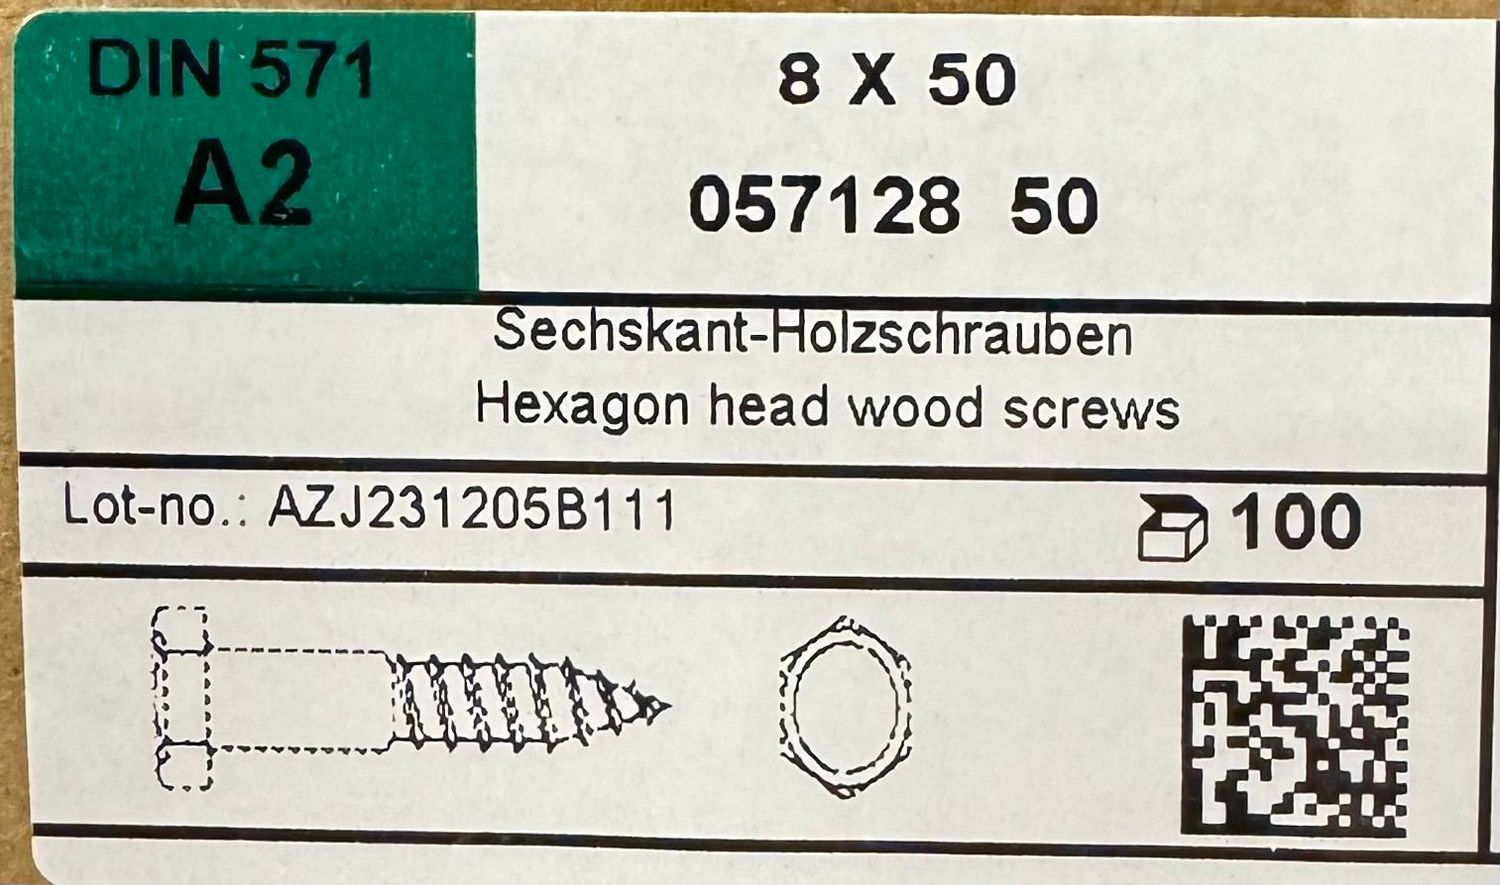 DIN 571
A2
8 X 50
057128 50
Sechskant-Holzschrauben
Hexagon head wood screws
Lot-no.: AZJ231205B111
100